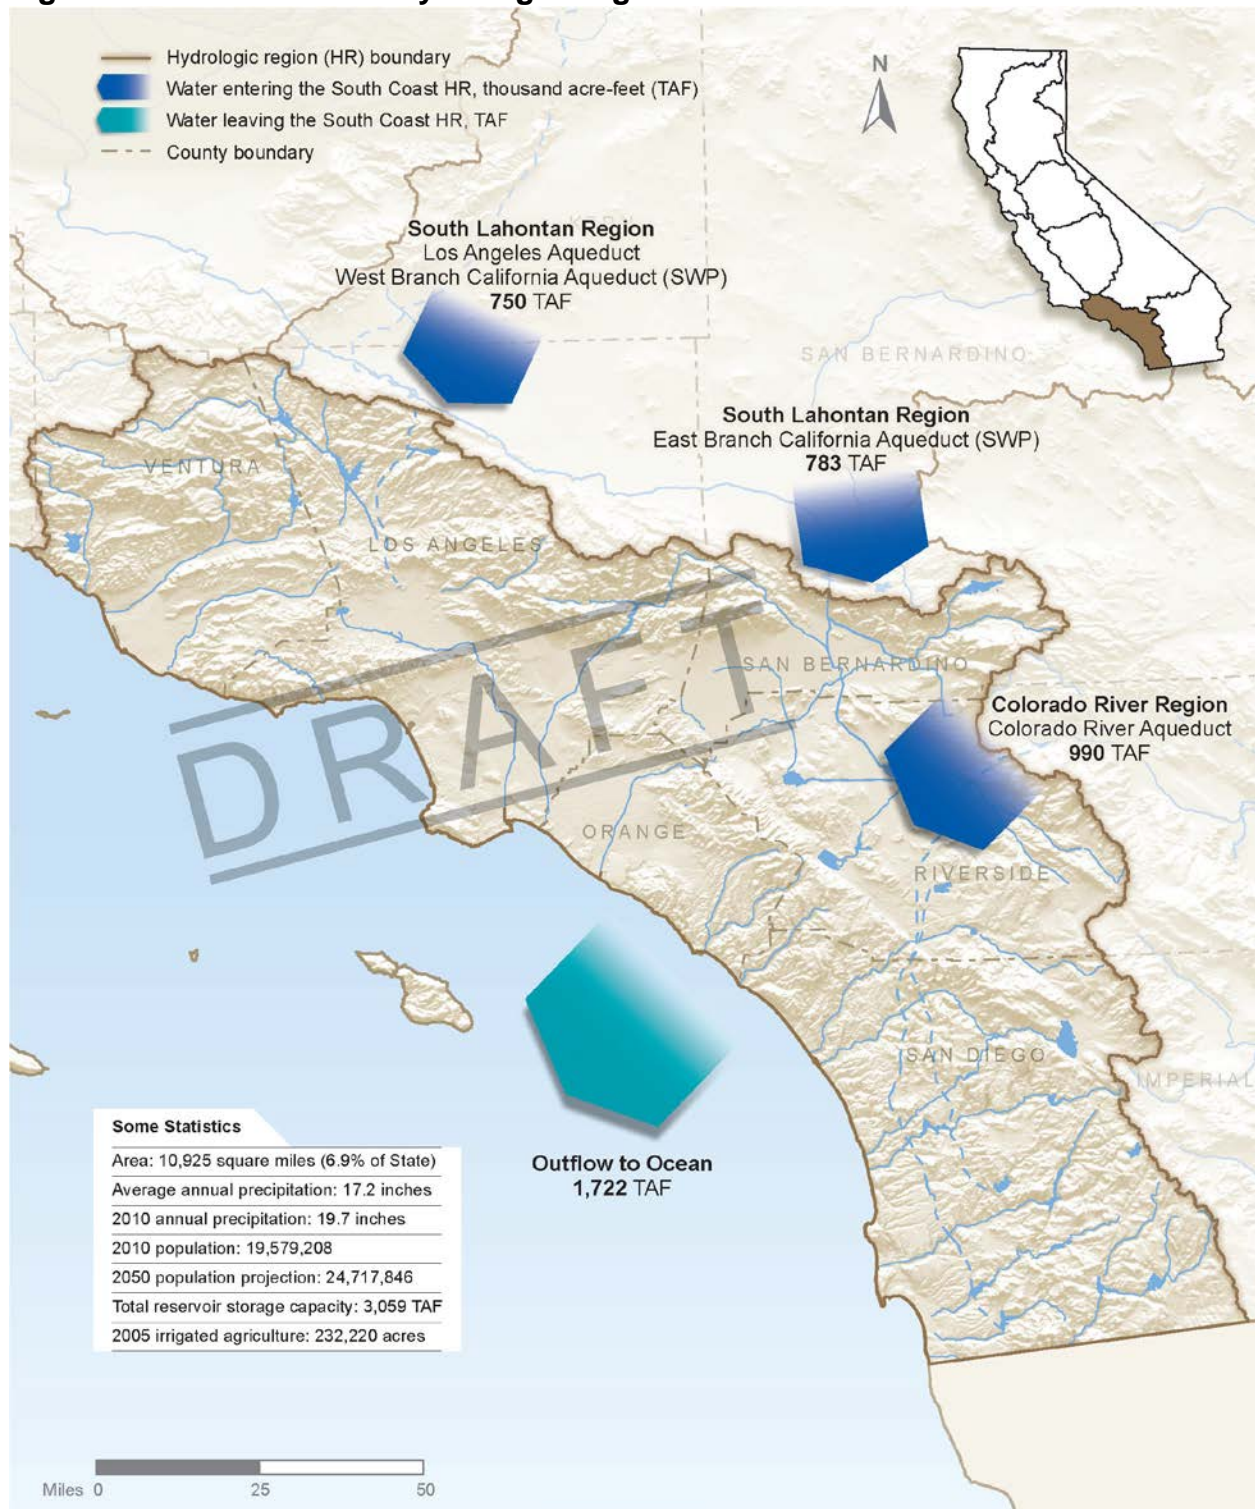 Hydrologic region (HR) boundary
Water entering the South Coast HR, thousand acre-feet (TAF)
Water leaving the South Coast HR, TAF
County boundary
N
South Lahontan Region
Los Angeles Aqueduct
West Branch California Aqueduct (SWP)
750 TAF
SAN BERNARDINO
South Lahontan Region
East Branch California Aqueduct (SWP)
783 TAF
VENTURA
LOS ANGELES
SAN BERNARDINO
Colorado River Region
Colorado River Aqueduct
990 TAF
DRAFT
ORANGE
RIVERSIDE
SAN DIEGO
IMPERIAL
Outflow to Ocean
1,722 TAF
Some Statistics
Area: 10,925 square miles (6.9% of State)
Average annual precipitation: 17.2 inches
2010 annual precipitation: 19.7 inches
2010 population: 19,579,208
2050 population projection: 24,717,846
Total reservoir storage capacity: 3,059 TAF
2005 irrigated agriculture: 232,220 acres
Miles 0 25 50